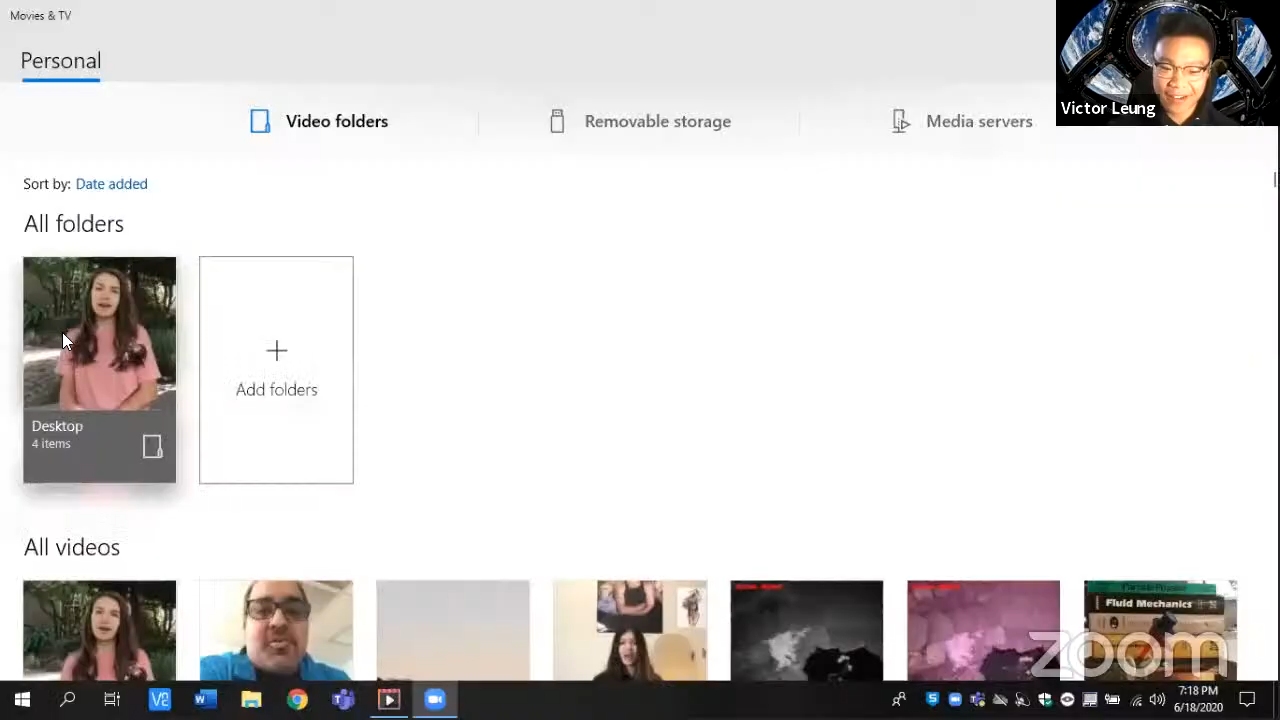 Movies & TV
Personal
Video folders
Removable storage
Media servers
Victor Leung
Sort by: Date added
All folders
Add folders
Desktop
4 items
All videos
Fluid Mechanics
zoom
7:18 PM
6/18/2020